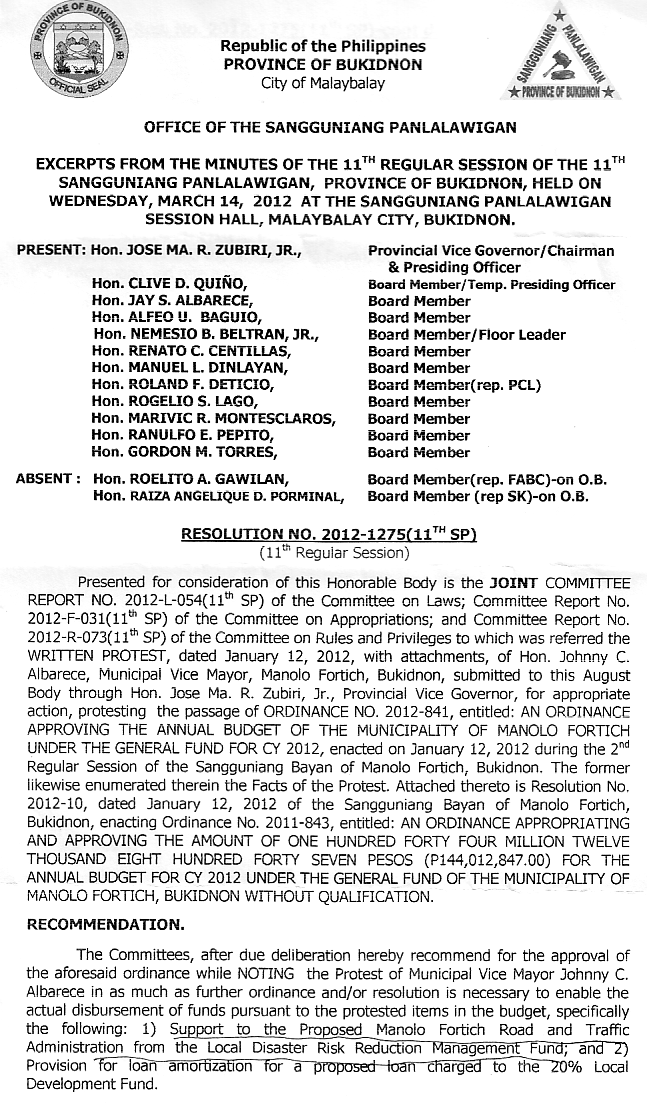 PROVINCE OF BUKIDNON
OFFICIAL SEAL
SANGGUNIANG PANLALAWIGAN
PROVINCE OF BUKIDNON
Republic of the Philippines
PROVINCE OF BUKIDNON
City of Malaybalay
OFFICE OF THE SANGGUNIANG PANLALAWIGAN
EXCERPTS FROM THE MINUTES OF THE 11TH REGULAR SESSION OF THE 11TH
SANGGUNIANG PANLALAWIGAN, PROVINCE OF BUKIDNON, HELD ON
WEDNESDAY, MARCH 14, 2012 AT THE SANGGUNIANG PANLALAWIGAN
SESSION HALL, MALAYBALAY CITY, BUKIDNON.
PRESENT: Hon. JOSE MA. R. ZUBIRI, JR., Provincial Vice Governor/Chairman
& Presiding Officer
Hon. CLIVE D. QUIÑO, Board Member/Temp. Presiding Officer
Hon. JAY S. ALBARECE, Board Member
Hon. ALFEO U. BAGUIO, Board Member
Hon. NEMESIO B. BELTRAN, JR., Board Member/Floor Leader
Hon. RENATO C. CENTILLAS, Board Member
Hon. MANUEL L. DINLAYAN, Board Member
Hon. ROLAND F. DETICIO, Board Member(rep. PCL)
Hon. ROGELIO S. LAGO, Board Member
Hon. MARIVIC R. MONTESCLAROS, Board Member
Hon. RANULFO E. PEPITO, Board Member
Hon. GORDON M. TORRES, Board Member
ABSENT : Hon. ROELITO A. GAWILAN, Board Member(rep. FABC)-on O.B.
Hon. RAIZA ANGELIQUE D. PORMINAL, Board Member (rep SK)-on O.B.
RESOLUTION NO. 2012-1275(11TH SP)
(11th Regular Session)
Presented for consideration of this Honorable Body is the JOINT COMMITTEE
REPORT NO. 2012-L-054(11th SP) of the Committee on Laws; Committee Report No.
2012-F-031(11th SP) of the Committee on Appropriations; and Committee Report No.
2012-R-073(11th SP) of the Committee on Rules and Privileges to which was referred the
WRITTEN PROTEST, dated January 12, 2012, with attachments, of Hon. Johnny C.
Albarece, Municipal Vice Mayor, Manolo Fortich, Bukidnon, submitted to this August
Body through Hon. Jose Ma. R. Zubiri, Jr., Provincial Vice Governor, for appropriate
action, protesting the passage of ORDINANCE NO. 2012-841, entitled: AN ORDINANCE
APPROVING THE ANNUAL BUDGET OF THE MUNICIPALITY OF MANOLO FORTICH
UNDER THE GENERAL FUND FOR CY 2012, enacted on January 12, 2012 during the 2nd
Regular Session of the Sangguniang Bayan of Manolo Fortich, Bukidnon. The former
likewise enumerated therein the Facts of the Protest. Attached thereto is Resolution No.
2012-10, dated January 12, 2012 of the Sangguniang Bayan of Manolo Fortich,
Bukidnon, enacting Ordinance No. 2011-843, entitled: AN ORDINANCE APPROPRIATING
AND APPROVING THE AMOUNT OF ONE HUNDRED FORTY FOUR MILLION TWELVE
THOUSAND EIGHT HUNDRED FORTY SEVEN PESOS (P144,012,847.00) FOR THE
ANNUAL BUDGET FOR CY 2012 UNDER THE GENERAL FUND OF THE MUNICIPALITY OF
MANOLO FORTICH, BUKIDNON WITHOUT QUALIFICATION.
RECOMMENDATION.
The Committees, after due deliberation hereby recommend for the approval of
the aforesaid ordinance while NOTING the Protest of Municipal Vice Mayor Johnny C.
Albarece in as much as further ordinance and/or resolution is necessary to enable the
actual disbursement of funds pursuant to the protested items in the budget, specifically
the following: 1) Support to the Proposed Manolo Fortich Road and Traffic
Administration from the Local Disaster Risk Reduction Management Fund; and 2)
Provision for loan amortization for a proposed loan charged to the 20% Local
Development Fund.